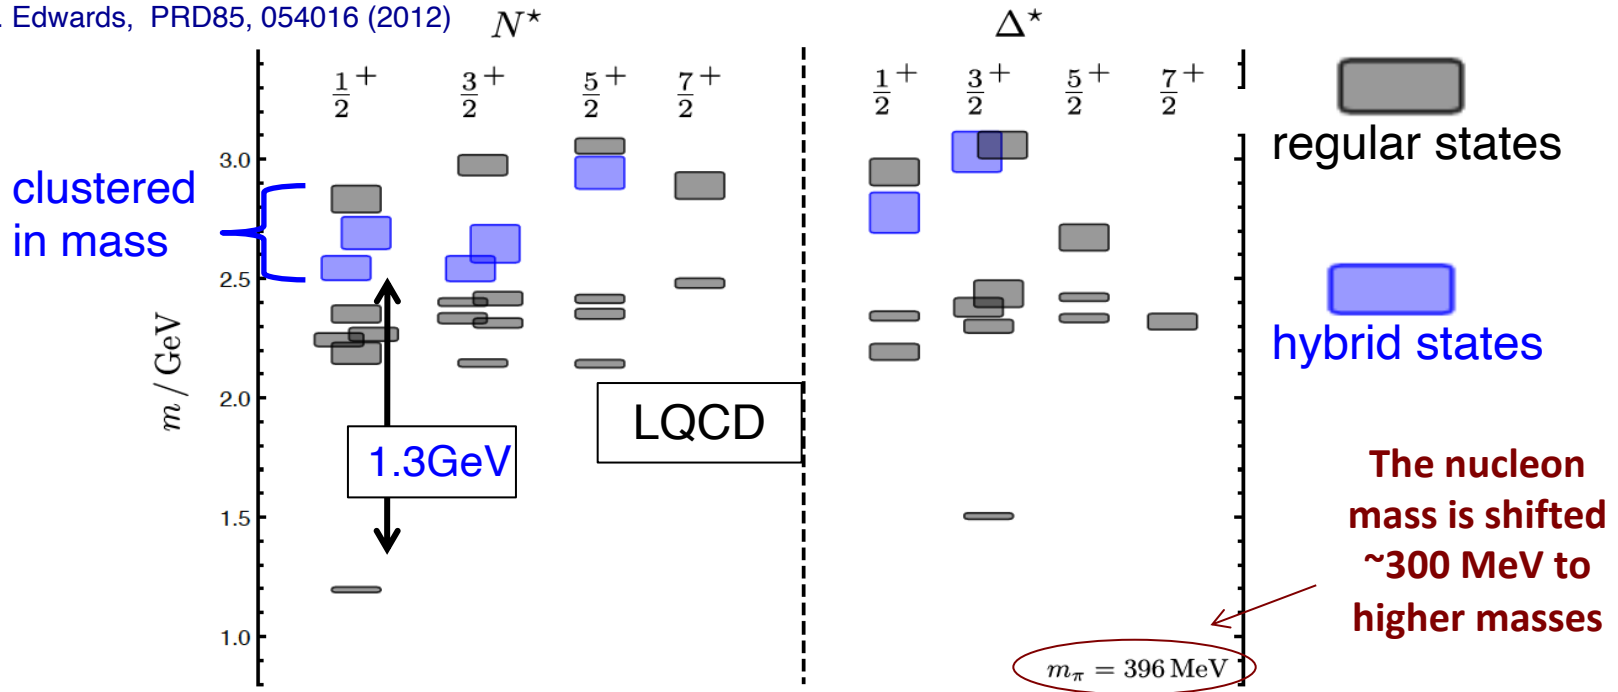 . Edwards, PRD85, 054016 (2012)
N⋆
Δ⋆
1/2+ 3/2+ 5/2+ 7/2+
1/2+ 3/2+ 5/2+ 7/2+
regular states
hybrid states
clustered
in mass
m / GeV
3.0
2.5
2.0
1.5
1.0
1.3GeV
LQCD
The nucleon
mass is shifted
~300 MeV to
higher masses
mπ = 396 MeV